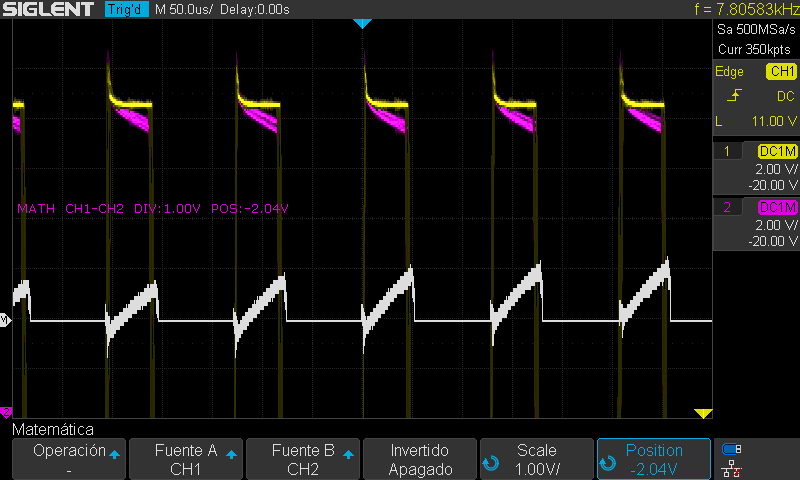 SIGLENT Trig'd M 50.0us/ Delay:0.00s f = 7.80583kHz
Sa 500MSa/s
Curr 350kpts
Edge CH1
DC
L 11.00 V
1 DC1M
2.00 V/
-20.00 V
2 DC1M
2.00 V/
-20.00 V
MATH CH1-CH2 DIV:1.00V POS:-2.04V
M
2
Matemática
Operación
-
Fuente A
CH1
Fuente B
CH2
Invertido
Apagado
Scale
1.00V/
Position
-2.04V